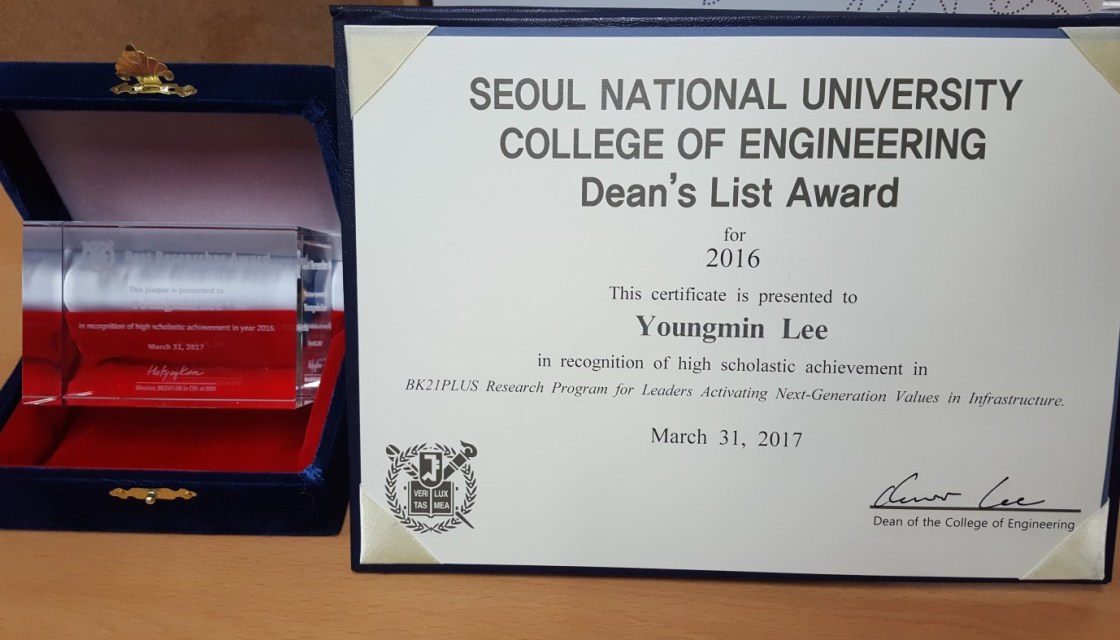 Best Researcher Award
This plaque is presented to
in recognition of high scholastic achievement in year 2016.
March 31, 2017
SEOUL NATIONAL UNIVERSITY
COLLEGE OF ENGINEERING
Dean's List Award
for
2016
This certificate is presented to
Youngmin Lee
in recognition of high scholastic achievement in
BK21PLUS Research Program for Leaders Activating Next-Generation Values in Infrastructure.
March 31, 2017
VERI LUX
TAS MEA
Dean of the College of Engineering